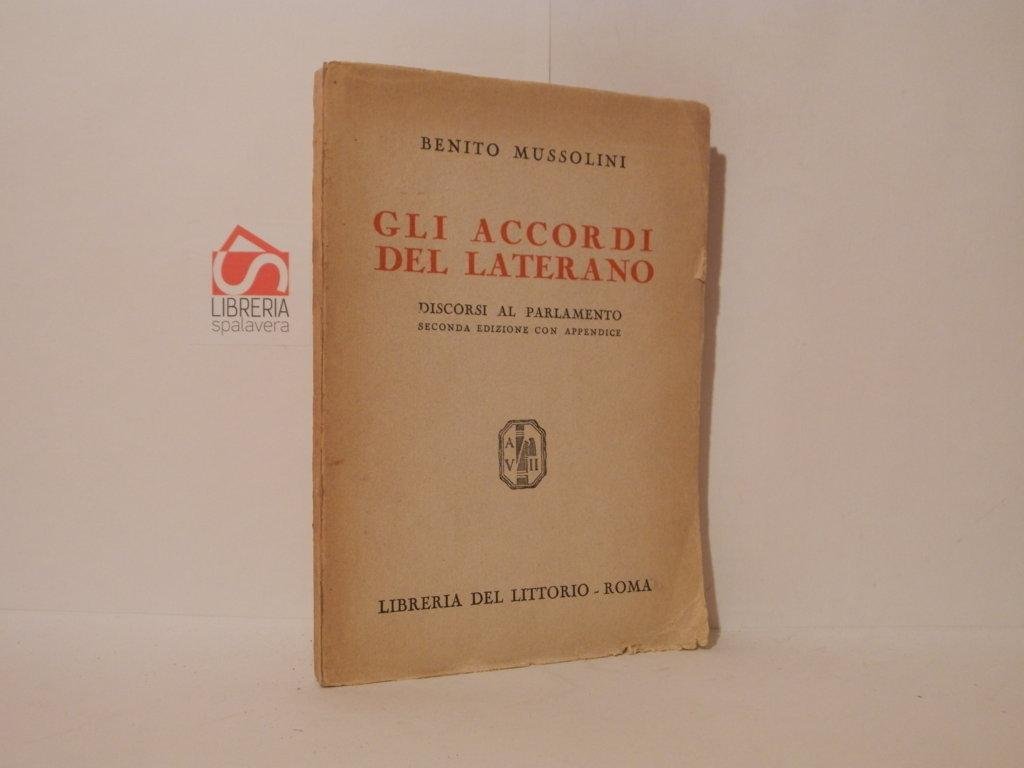 BENITO MUSSOLINI
GLI ACCORDI
DEL LATERANO
DISCORSI AL PARLAMENTO
SECONDA EDIZIONE CON APPENDICE
A
V II
LIBRERIA DEL LITTORIO - ROMA
LIBRERIA
spalavera